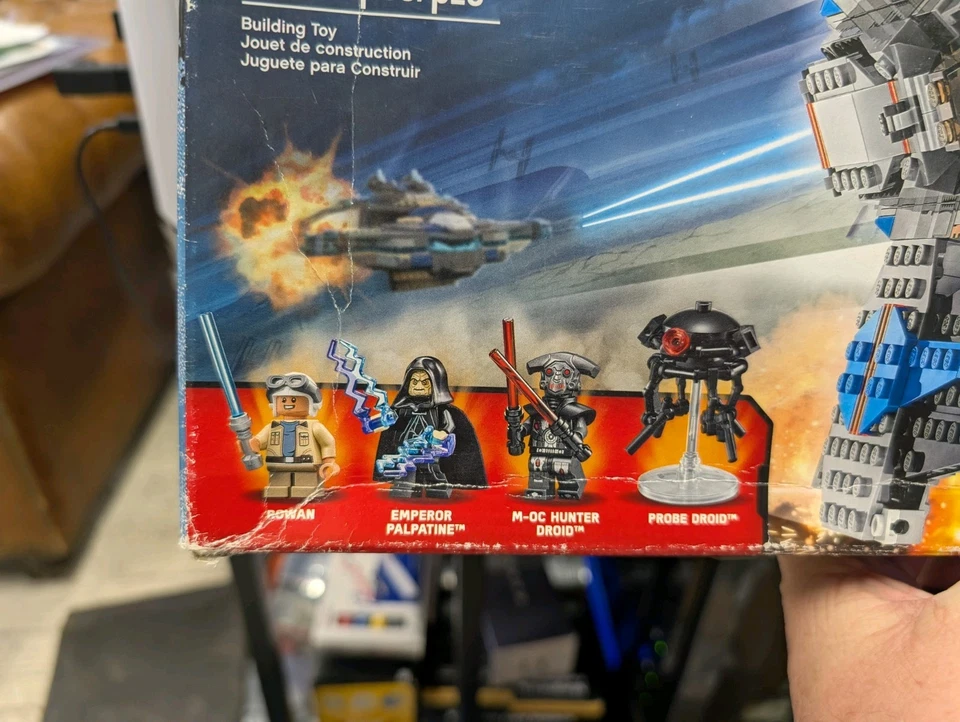 Building Toy
Jouet de construction
Juguete para Construir
ROWAN
EMPEROR
PALPATINE™
M-OC HUNTER
DROID™
PROBE DROID™